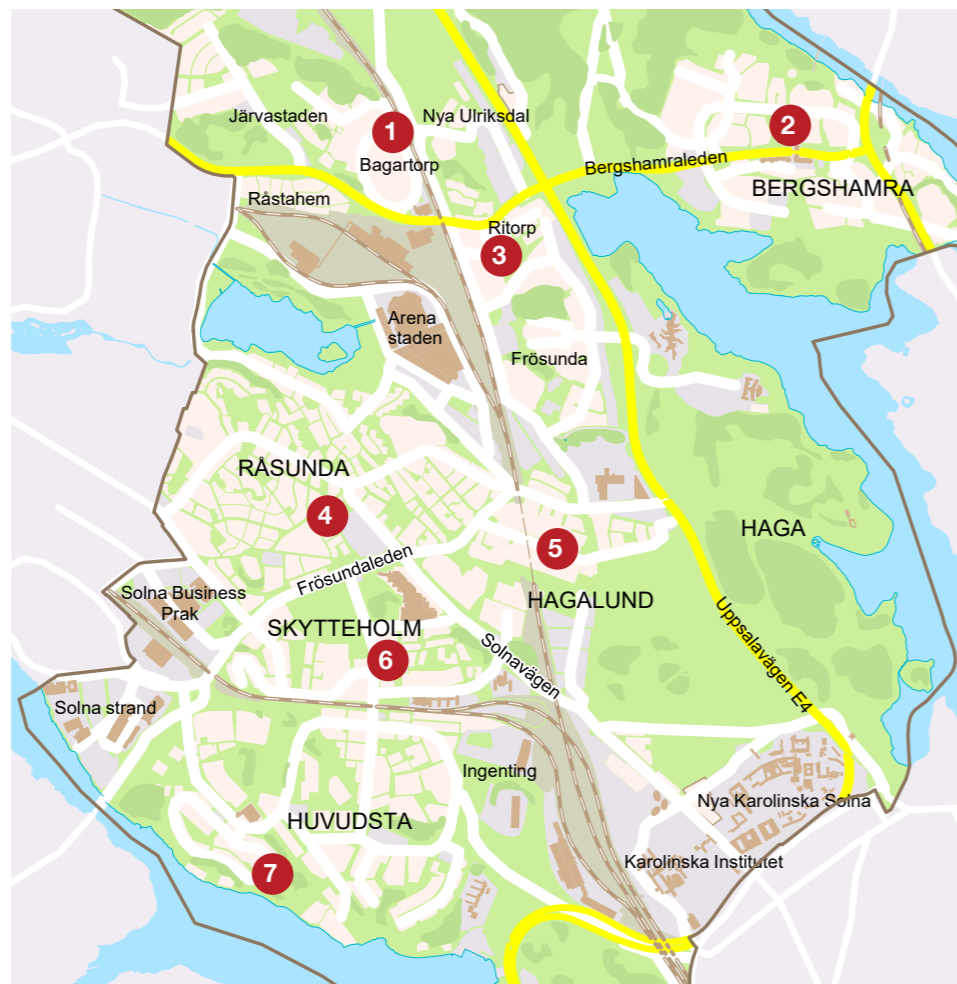 Järvastaden
1
Nya Ulriksdal
2
Bagartorp
Bergshamraleden
BERGSHAMRA
Råstahem
Ritorp
3
Arena
staden
Frösunda
RÅSUNDA
4
5
HAGA
Frösundaleden
Solna Business
Prak
HAGALUND
SKYTTEHOLM
6
Solnavägen
Uppsalavägen E4
Solna strand
Ingenting
Nya Karolinska Solna
HUVUDSTA
Karolinska Institutet
7